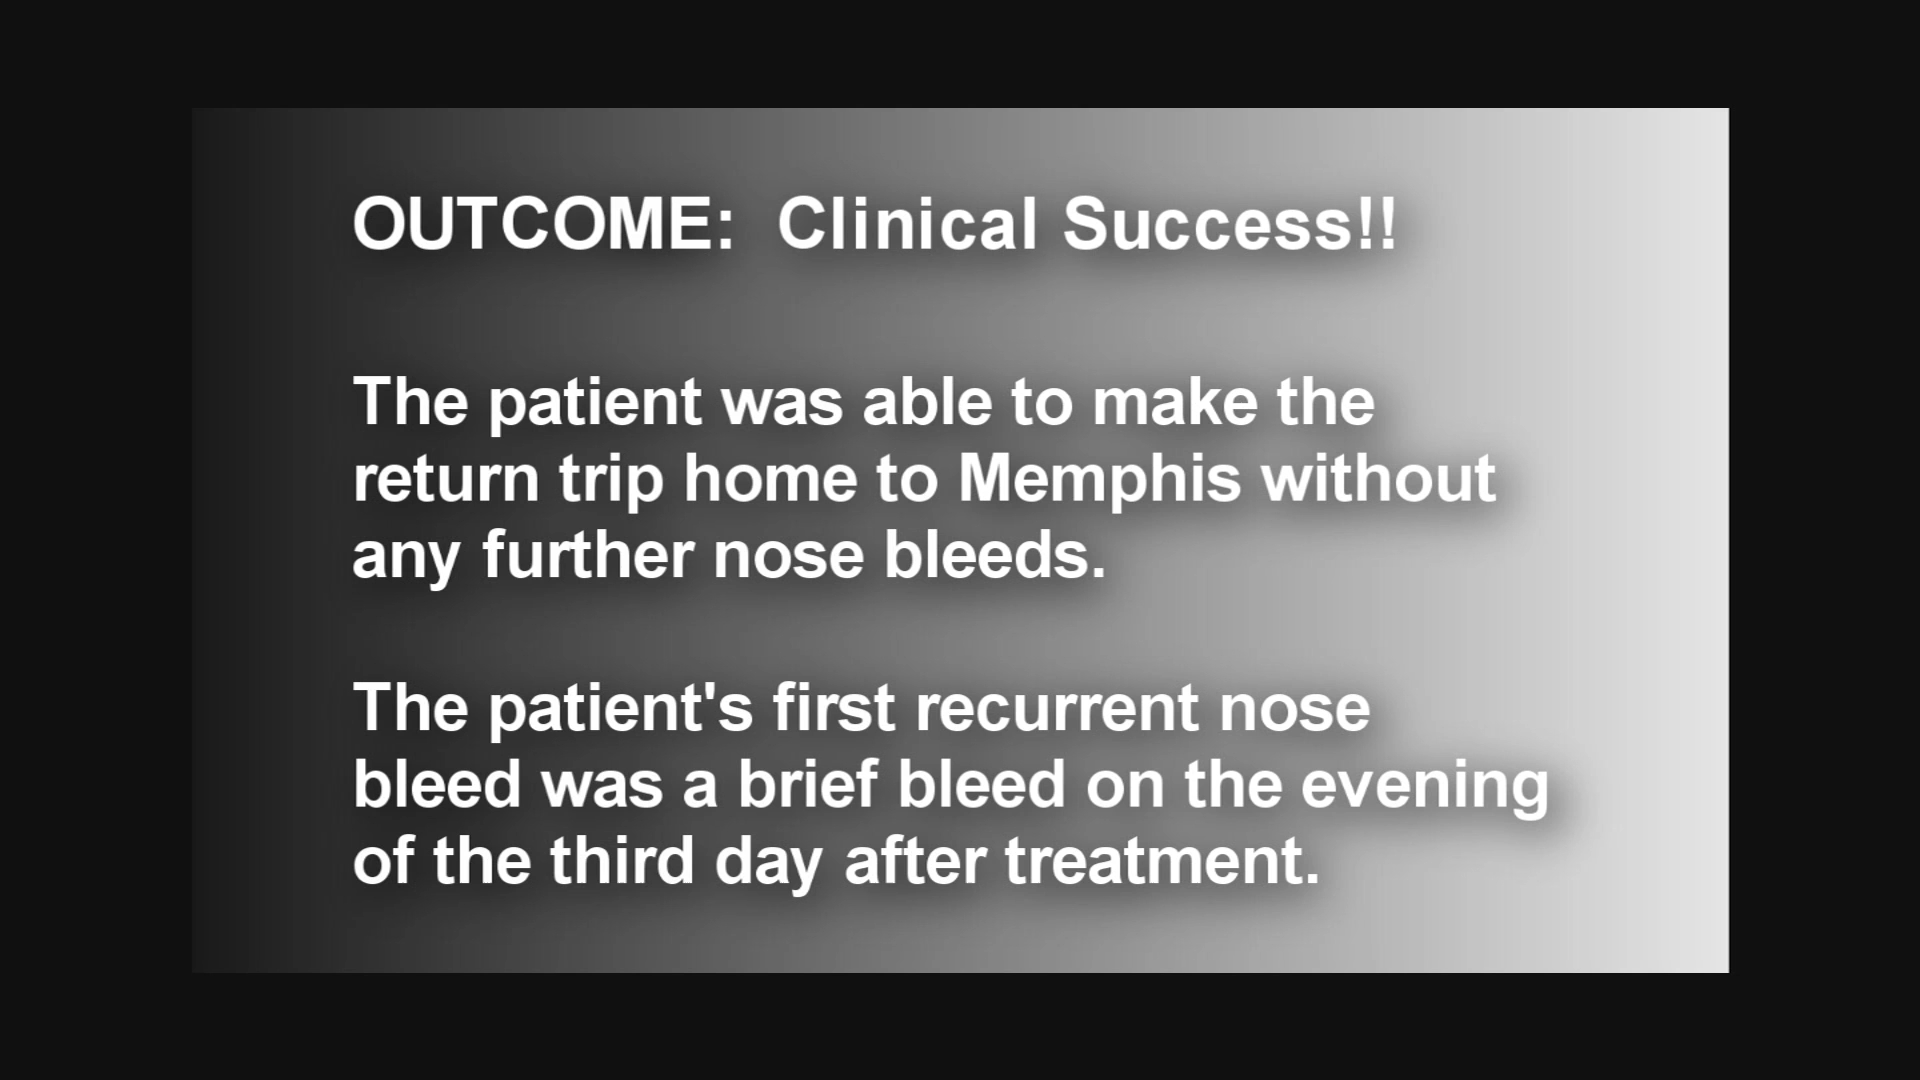 OUTCOME:  Clinical Success!!
The patient was able to make the
return trip home to Memphis without
any further nose bleeds.
The patient's first recurrent nose
bleed was a brief bleed on the evening
of the third day after treatment.